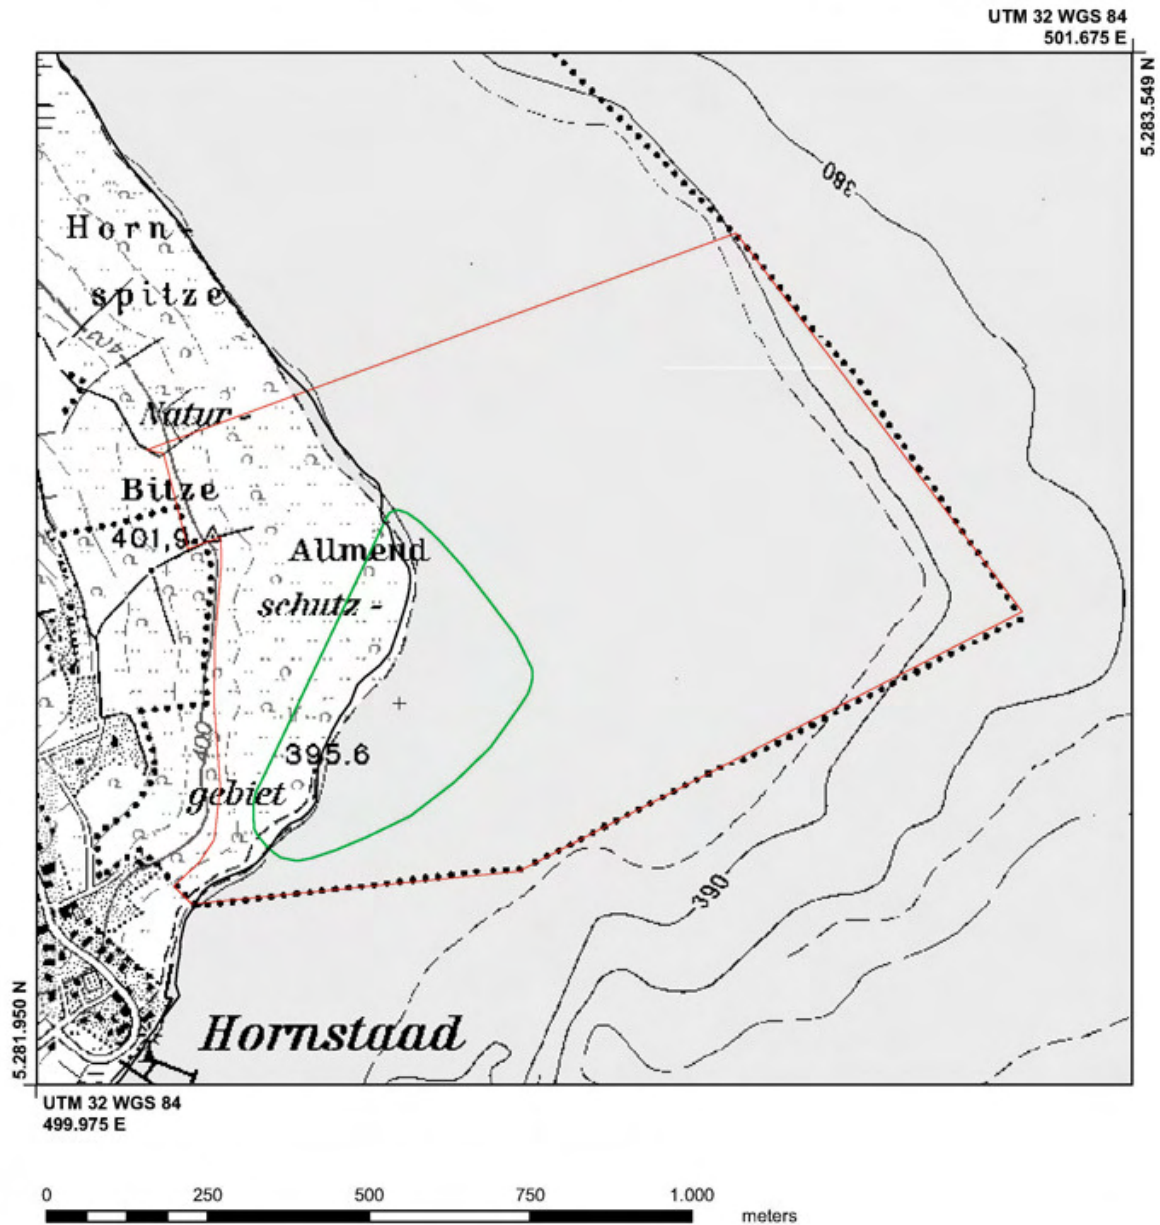 UTM 32 WGS 84
501.675 E
5.283.549 N
380
Horn-
spitze
Natur-
Bitze
401,9
Allmend
schutz-
400
395.6
gebiet
390
Hornstaad
5.281.950 N
UTM 32 WGS 84
499.975 E
0 250 500 750 1.000
meters